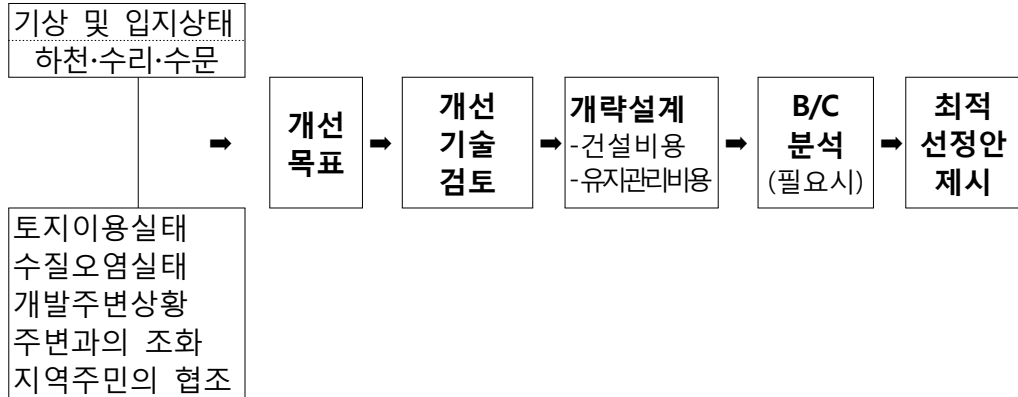 기상 및 입지상태
하천·수리·수문
➡
개선
목표
➡
개선
기술
검토
➡
개략설계
-건설비용
-유지관리비용
➡
B/C
분석
(필요시)
➡
최적
선정안
제시
토지이용실태
수질오염실태
개발주변상황
주변과의 조화
지역주민의 협조